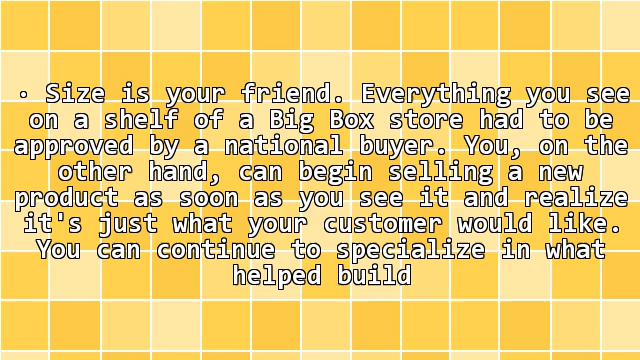 · Size is your friend. Everything you see
on a shelf of a Big Box store had to be
approved by a national buyer. You, on the
other hand, can begin selling a new
product as soon as you see it and realize
it's just what your customer would like.
You can continue to specialize in what
helped build